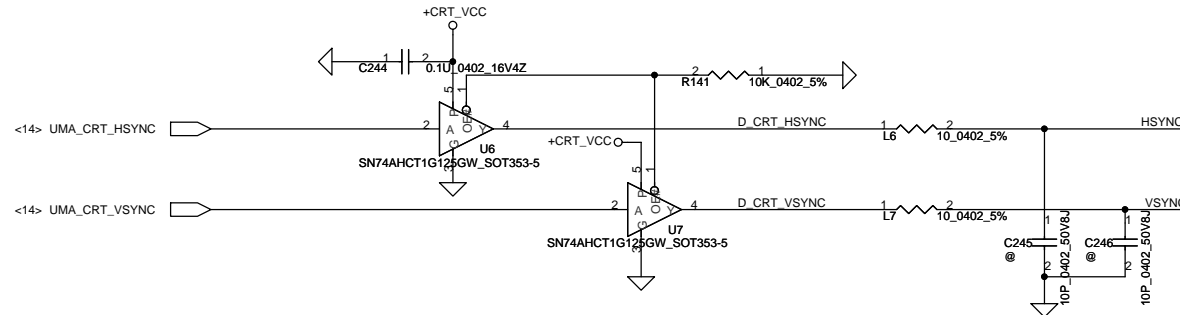 +CRT_VCC
1
2
C244
0.1U_0402_16V4Z
2
1
R141
10K_0402_5%
5
1
P
OE#
<14> UMA_CRT_HSYNC
2
A
Y
4
D_CRT_HSYNC
1
2
L6
10_0402_5%
HSYNC
G
3
U6
SN74AHCT1G125GW_SOT353-5
+CRT_VCC
5
1
P
OE#
<14> UMA_CRT_VSYNC
2
A
Y
4
D_CRT_VSYNC
1
2
L7
10_0402_5%
VSYNC
G
3
U7
SN74AHCT1G125GW_SOT353-5
1
C245
@
2
10P_0402_50V8J
1
C246
@
2
10P_0402_50V8J